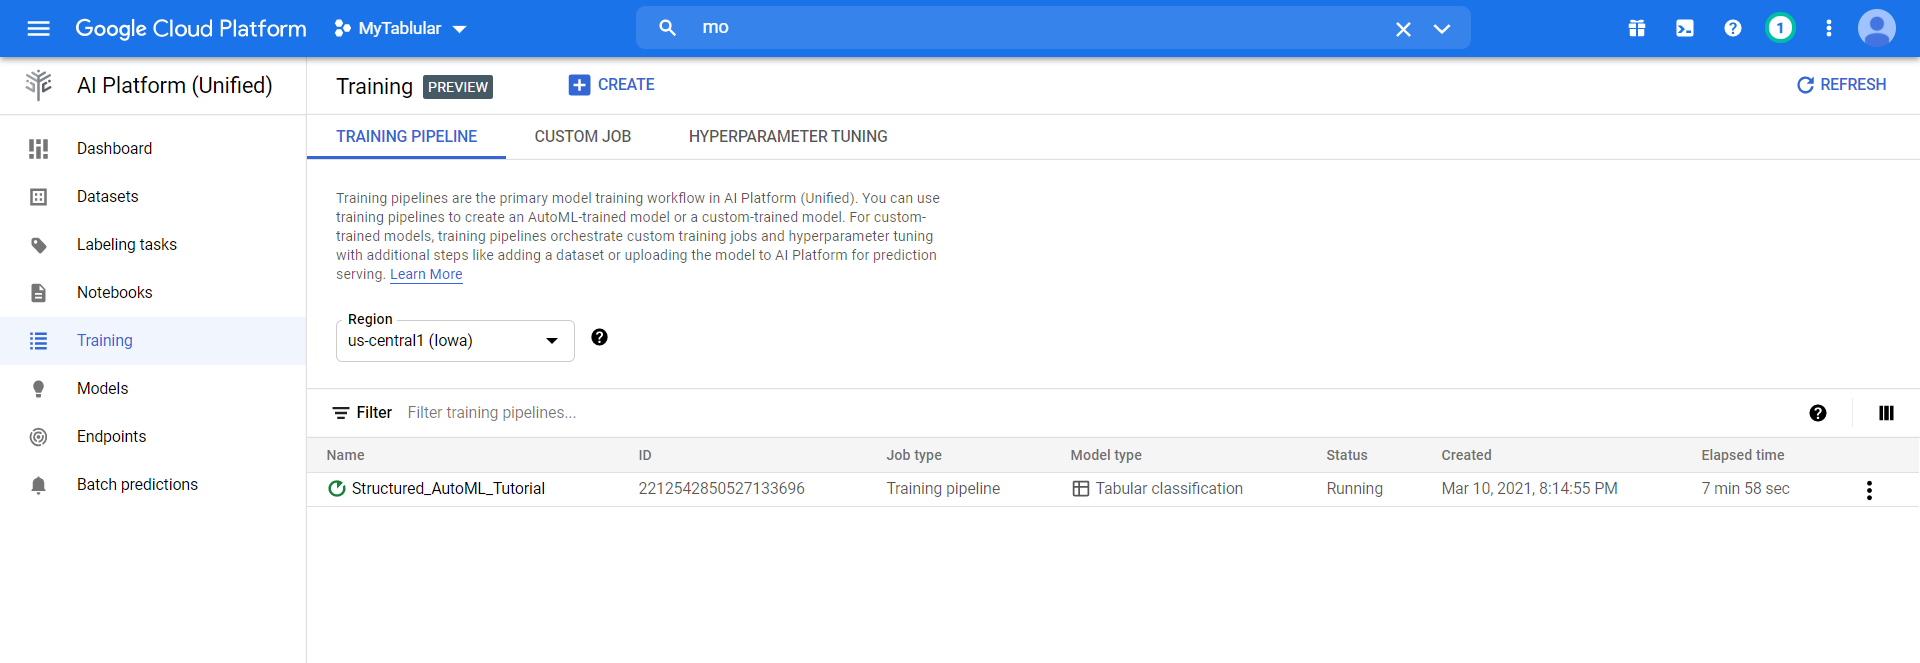 Google Cloud Platform
MyTablular
mo
1
AI Platform (Unified)
Training PREVIEW
CREATE
REFRESH
Dashboard
Datasets
Labeling tasks
Notebooks
Training
Models
Endpoints
Batch predictions
TRAINING PIPELINE CUSTOM JOB HYPERPARAMETER TUNING
Training pipelines are the primary model training workflow in AI Platform (Unified). You can use
training pipelines to create an AutoML-trained model or a custom-trained model. For custom-
trained models, training pipelines orchestrate custom training jobs and hyperparameter tuning
with additional steps like adding a dataset or uploading the model to AI Platform for prediction
serving. Learn More
Region
us-central1 (Iowa)
Filter Filter training pipelines...
Name ID Job type Model type Status Created Elapsed time
Structured_AutoML_Tutorial 2212542850527133696 Training pipeline Tabular classification Running Mar 10, 2021, 8:14:55 PM 7 min 58 sec